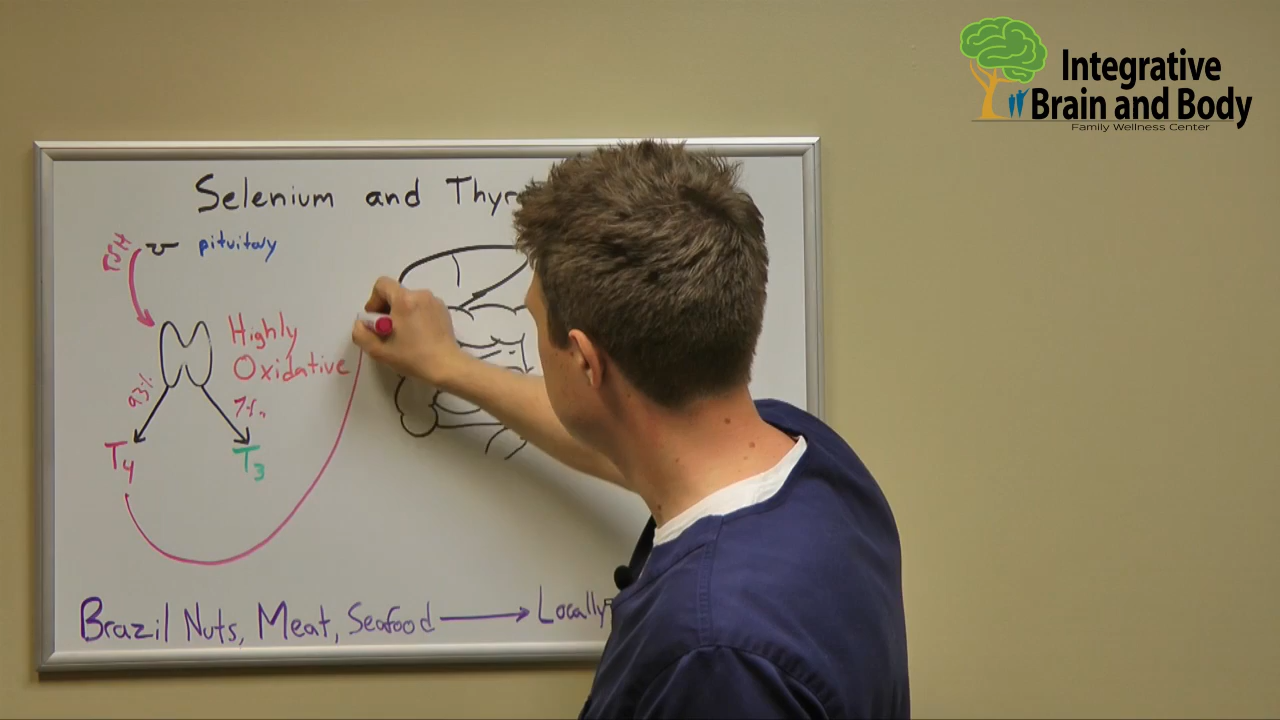 Integrative
Brain and Body
Family Wellness Center
Selenium and
TSH
pituitary
Highly
Oxidative
93%
7%
T4
T3
Brazil Nuts, Meat, Seafood → Locally